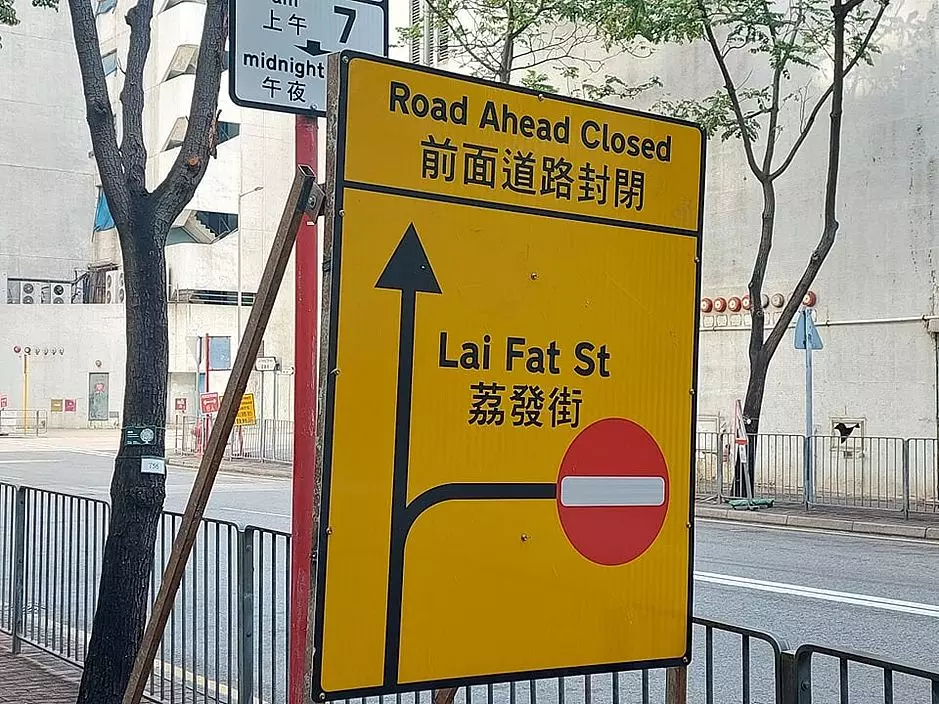 上午 7
midnight
午夜
Road Ahead Closed
前面道路封閉
Lai Fat St
荔發街